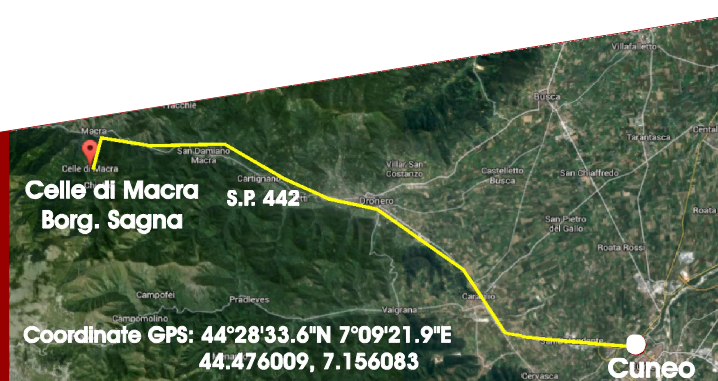 Villafalletto
Busca
Macra
Tarantasca
San Damiano
Macra
Villar San
Costanzo
Celle di Macra
Castelletto
Busca
San Chiaffredo
Cartignano
Celle di Macra
Borg. Sagna
S.P. 442
Dronero
Roata
San Pietro
del Gallo
Roata Rossi
Campofei
Pradleves
Caraglio
Valgrana
Campomolino
Coordinate GPS: 44°28'33.6"N 7°09'21.9"E
44.476009, 7.156083
Cervasca
Cuneo